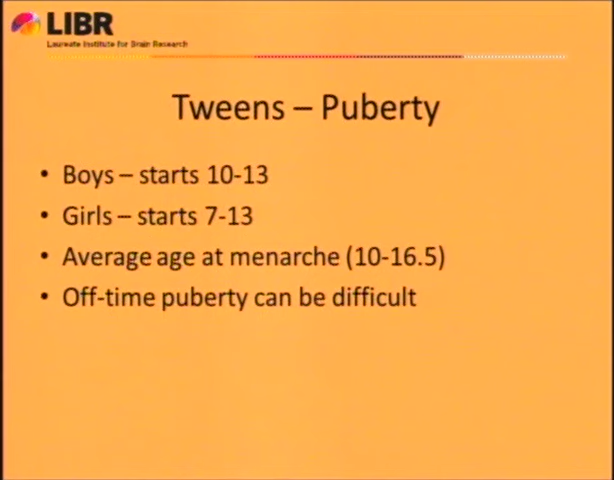 LIBR
Laureate Institute for Brain Research
Tweens – Puberty
• Boys – starts 10-13
• Girls – starts 7-13
• Average age at menarche (10-16.5)
• Off-time puberty can be difficult